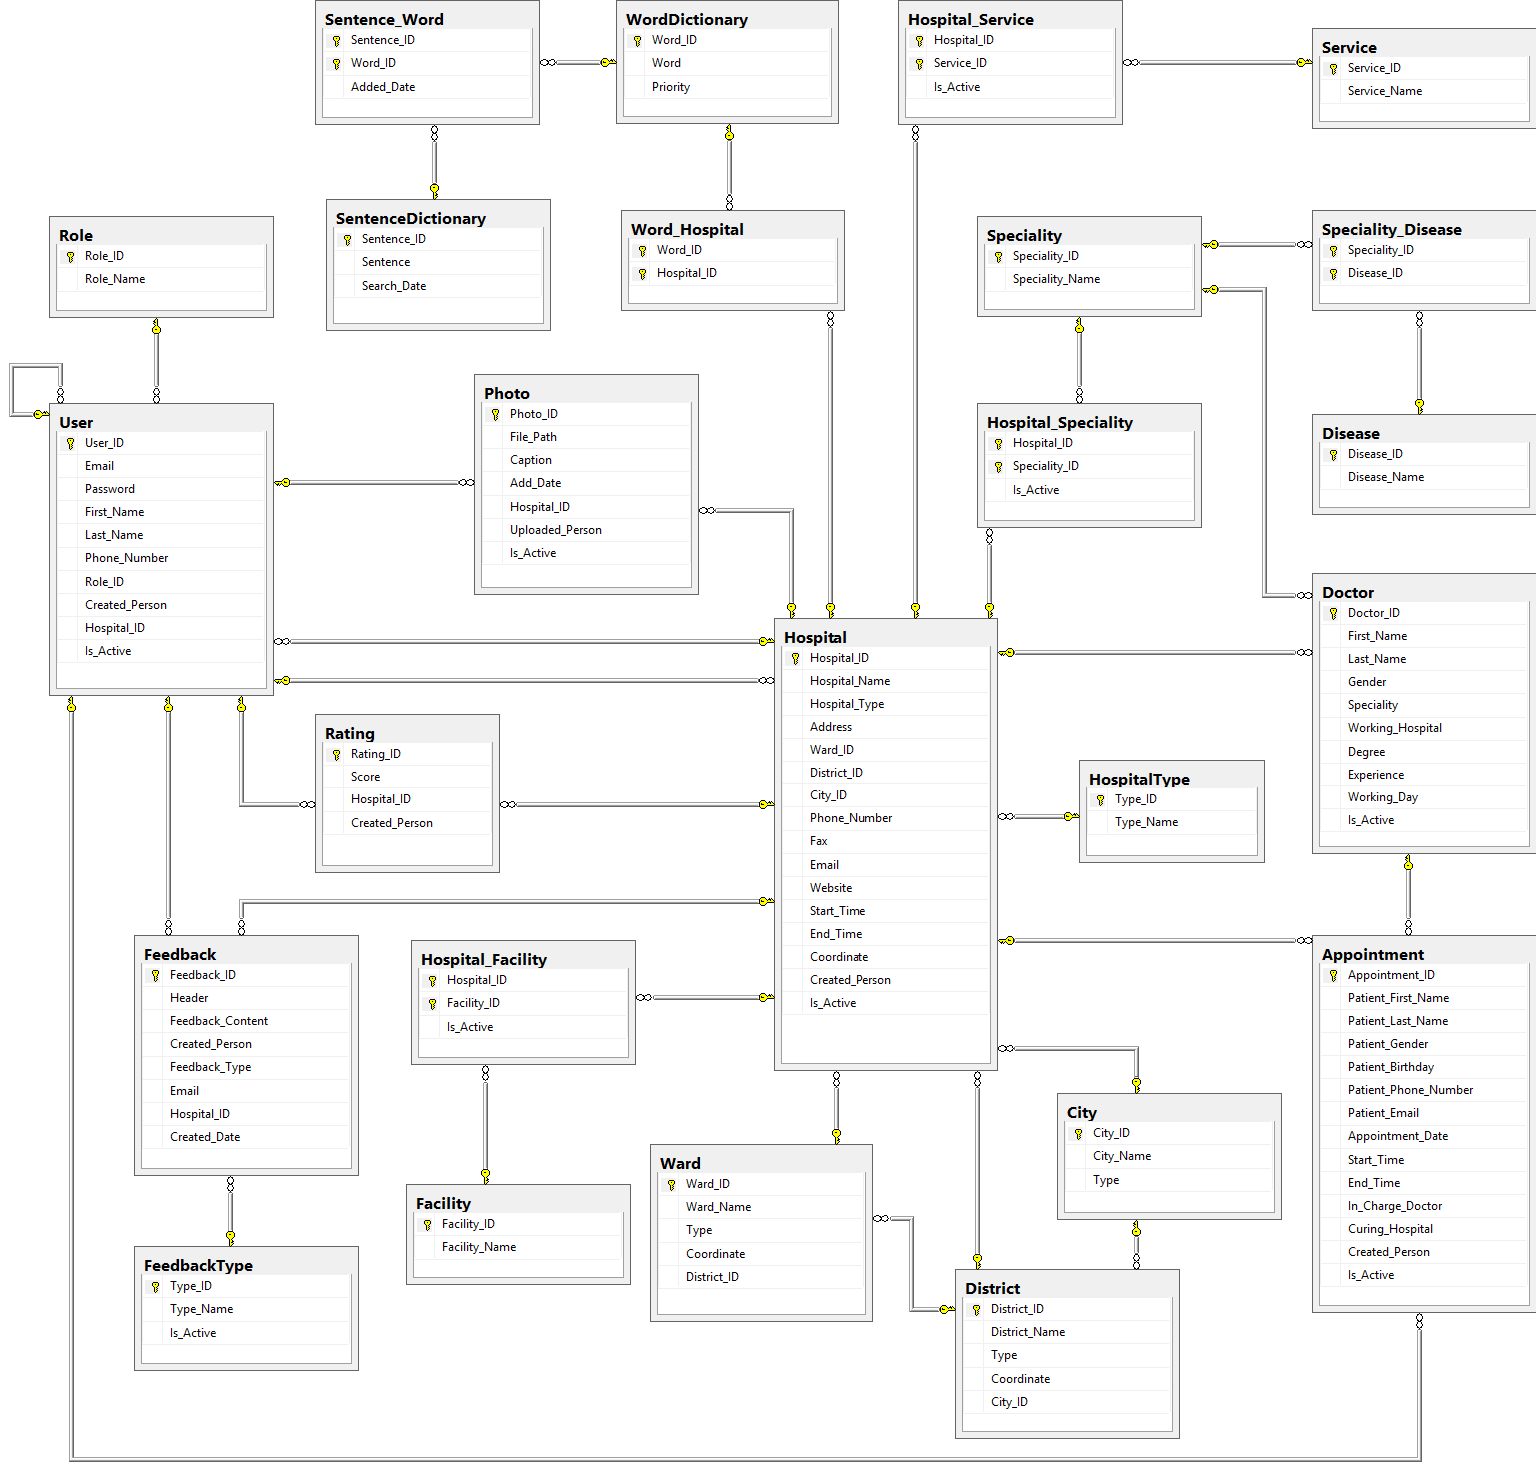 Sentence_Word
Sentence_ID
Word_ID
Added_Date
WordDictionary
Word_ID
Word
Priority
Hospital_Service
Hospital_ID
Service_ID
Is_Active
Service
Service_ID
Service_Name
Role
Role_ID
Role_Name
SentenceDictionary
Sentence_ID
Sentence
Search_Date
Word_Hospital
Word_ID
Hospital_ID
Speciality
Speciality_ID
Speciality_Name
Speciality_Disease
Speciality_ID
Disease_ID
User
User_ID
Email
Password
First_Name
Last_Name
Phone_Number
Role_ID
Created_Person
Hospital_ID
Is_Active
Photo
Photo_ID
File_Path
Caption
Add_Date
Hospital_ID
Uploaded_Person
Is_Active
Hospital_Speciality
Hospital_ID
Speciality_ID
Is_Active
Disease
Disease_ID
Disease_Name
Hospital
Hospital_ID
Hospital_Name
Hospital_Type
Address
Ward_ID
District_ID
City_ID
Phone_Number
Fax
Email
Website
Start_Time
End_Time
Coordinate
Created_Person
Is_Active
Doctor
Doctor_ID
First_Name
Last_Name
Gender
Speciality
Working_Hospital
Degree
Experience
Working_Day
Is_Active
Rating
Rating_ID
Score
Hospital_ID
Created_Person
HospitalType
Type_ID
Type_Name
Feedback
Feedback_ID
Header
Feedback_Content
Created_Person
Feedback_Type
Email
Hospital_ID
Created_Date
Hospital_Facility
Hospital_ID
Facility_ID
Is_Active
Appointment
Appointment_ID
Patient_First_Name
Patient_Last_Name
Patient_Gender
Patient_Birthday
Patient_Phone_Number
Patient_Email
Appointment_Date
Start_Time
End_Time
In_Charge_Doctor
Curing_Hospital
Created_Person
Is_Active
City
City_ID
City_Name
Type
Ward
Ward_ID
Ward_Name
Type
Coordinate
District_ID
Facility
Facility_ID
Facility_Name
FeedbackType
Type_ID
Type_Name
Is_Active
District
District_ID
District_Name
Type
Coordinate
City_ID